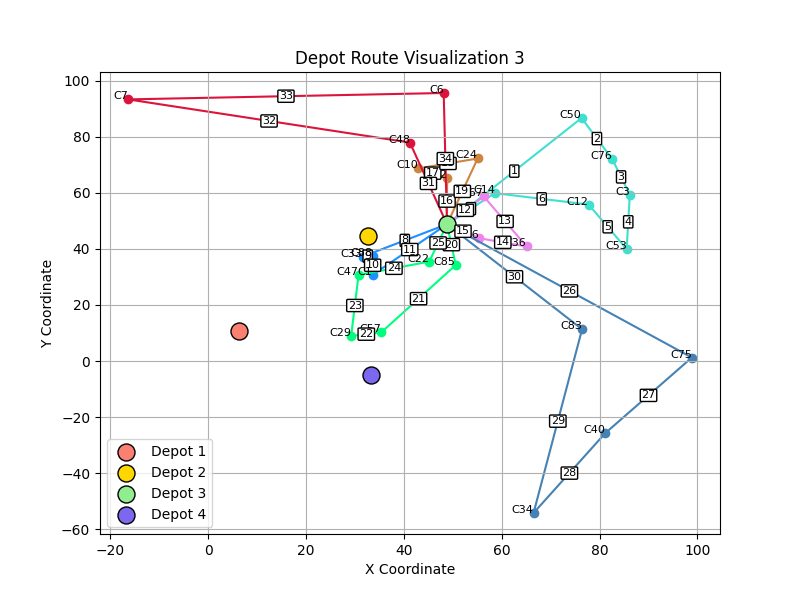 Depot Route Visualization 3
Y Coordinate
100
80
60
40
20
0
−20
−40
−60
C7
33
C6
32
C48
C50
2
C76
34
C24
C10
17
1
3
31
19
C14
C3
16
6
C12
12
13
4
5
15
8
25
20
14
C53
11
10
24
C22
C85
C47
30
26
23
21
C29
22
C57
C83
C75
27
29
C40
28
C34
Depot 1
Depot 2
Depot 3
Depot 4
−20
0
20
40
60
80
100
X Coordinate